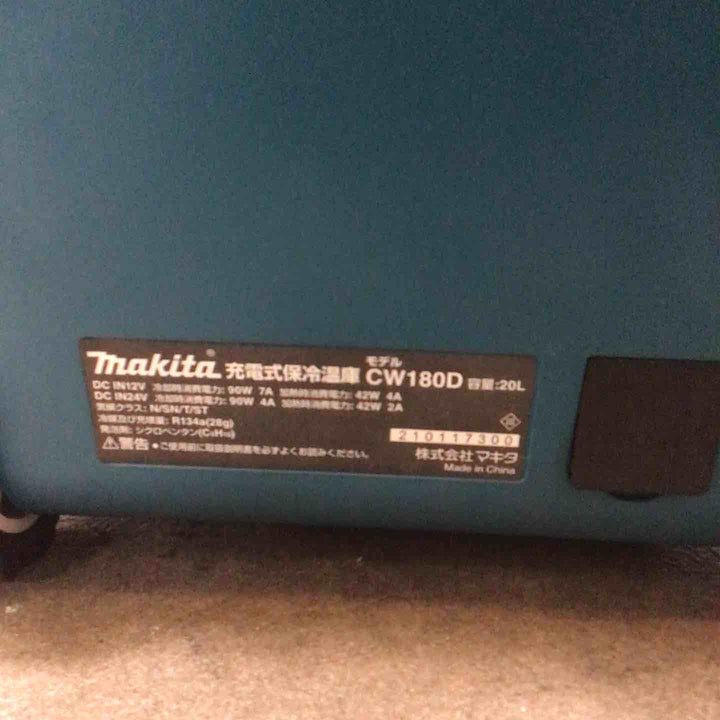 makita 充電式保冷温庫 モデル CW180D 容量:20L
DC IN12V 冷却時消費電力: 90W 7A 加熱時消費電力: 42W 4A
DC IN24V 冷却時消費電力: 90W 4A 加熱時消費電力: 42W 2A
気候クラス: N/SN/T/ST
冷媒及び充填量: R134a(28g)
発泡剤: シクロペンタン(C₅H₁₀)
210117300
⚠警告 •ご使用前に取扱説明書を必ずよくお読みください。
株式会社 マキタ
Made in China